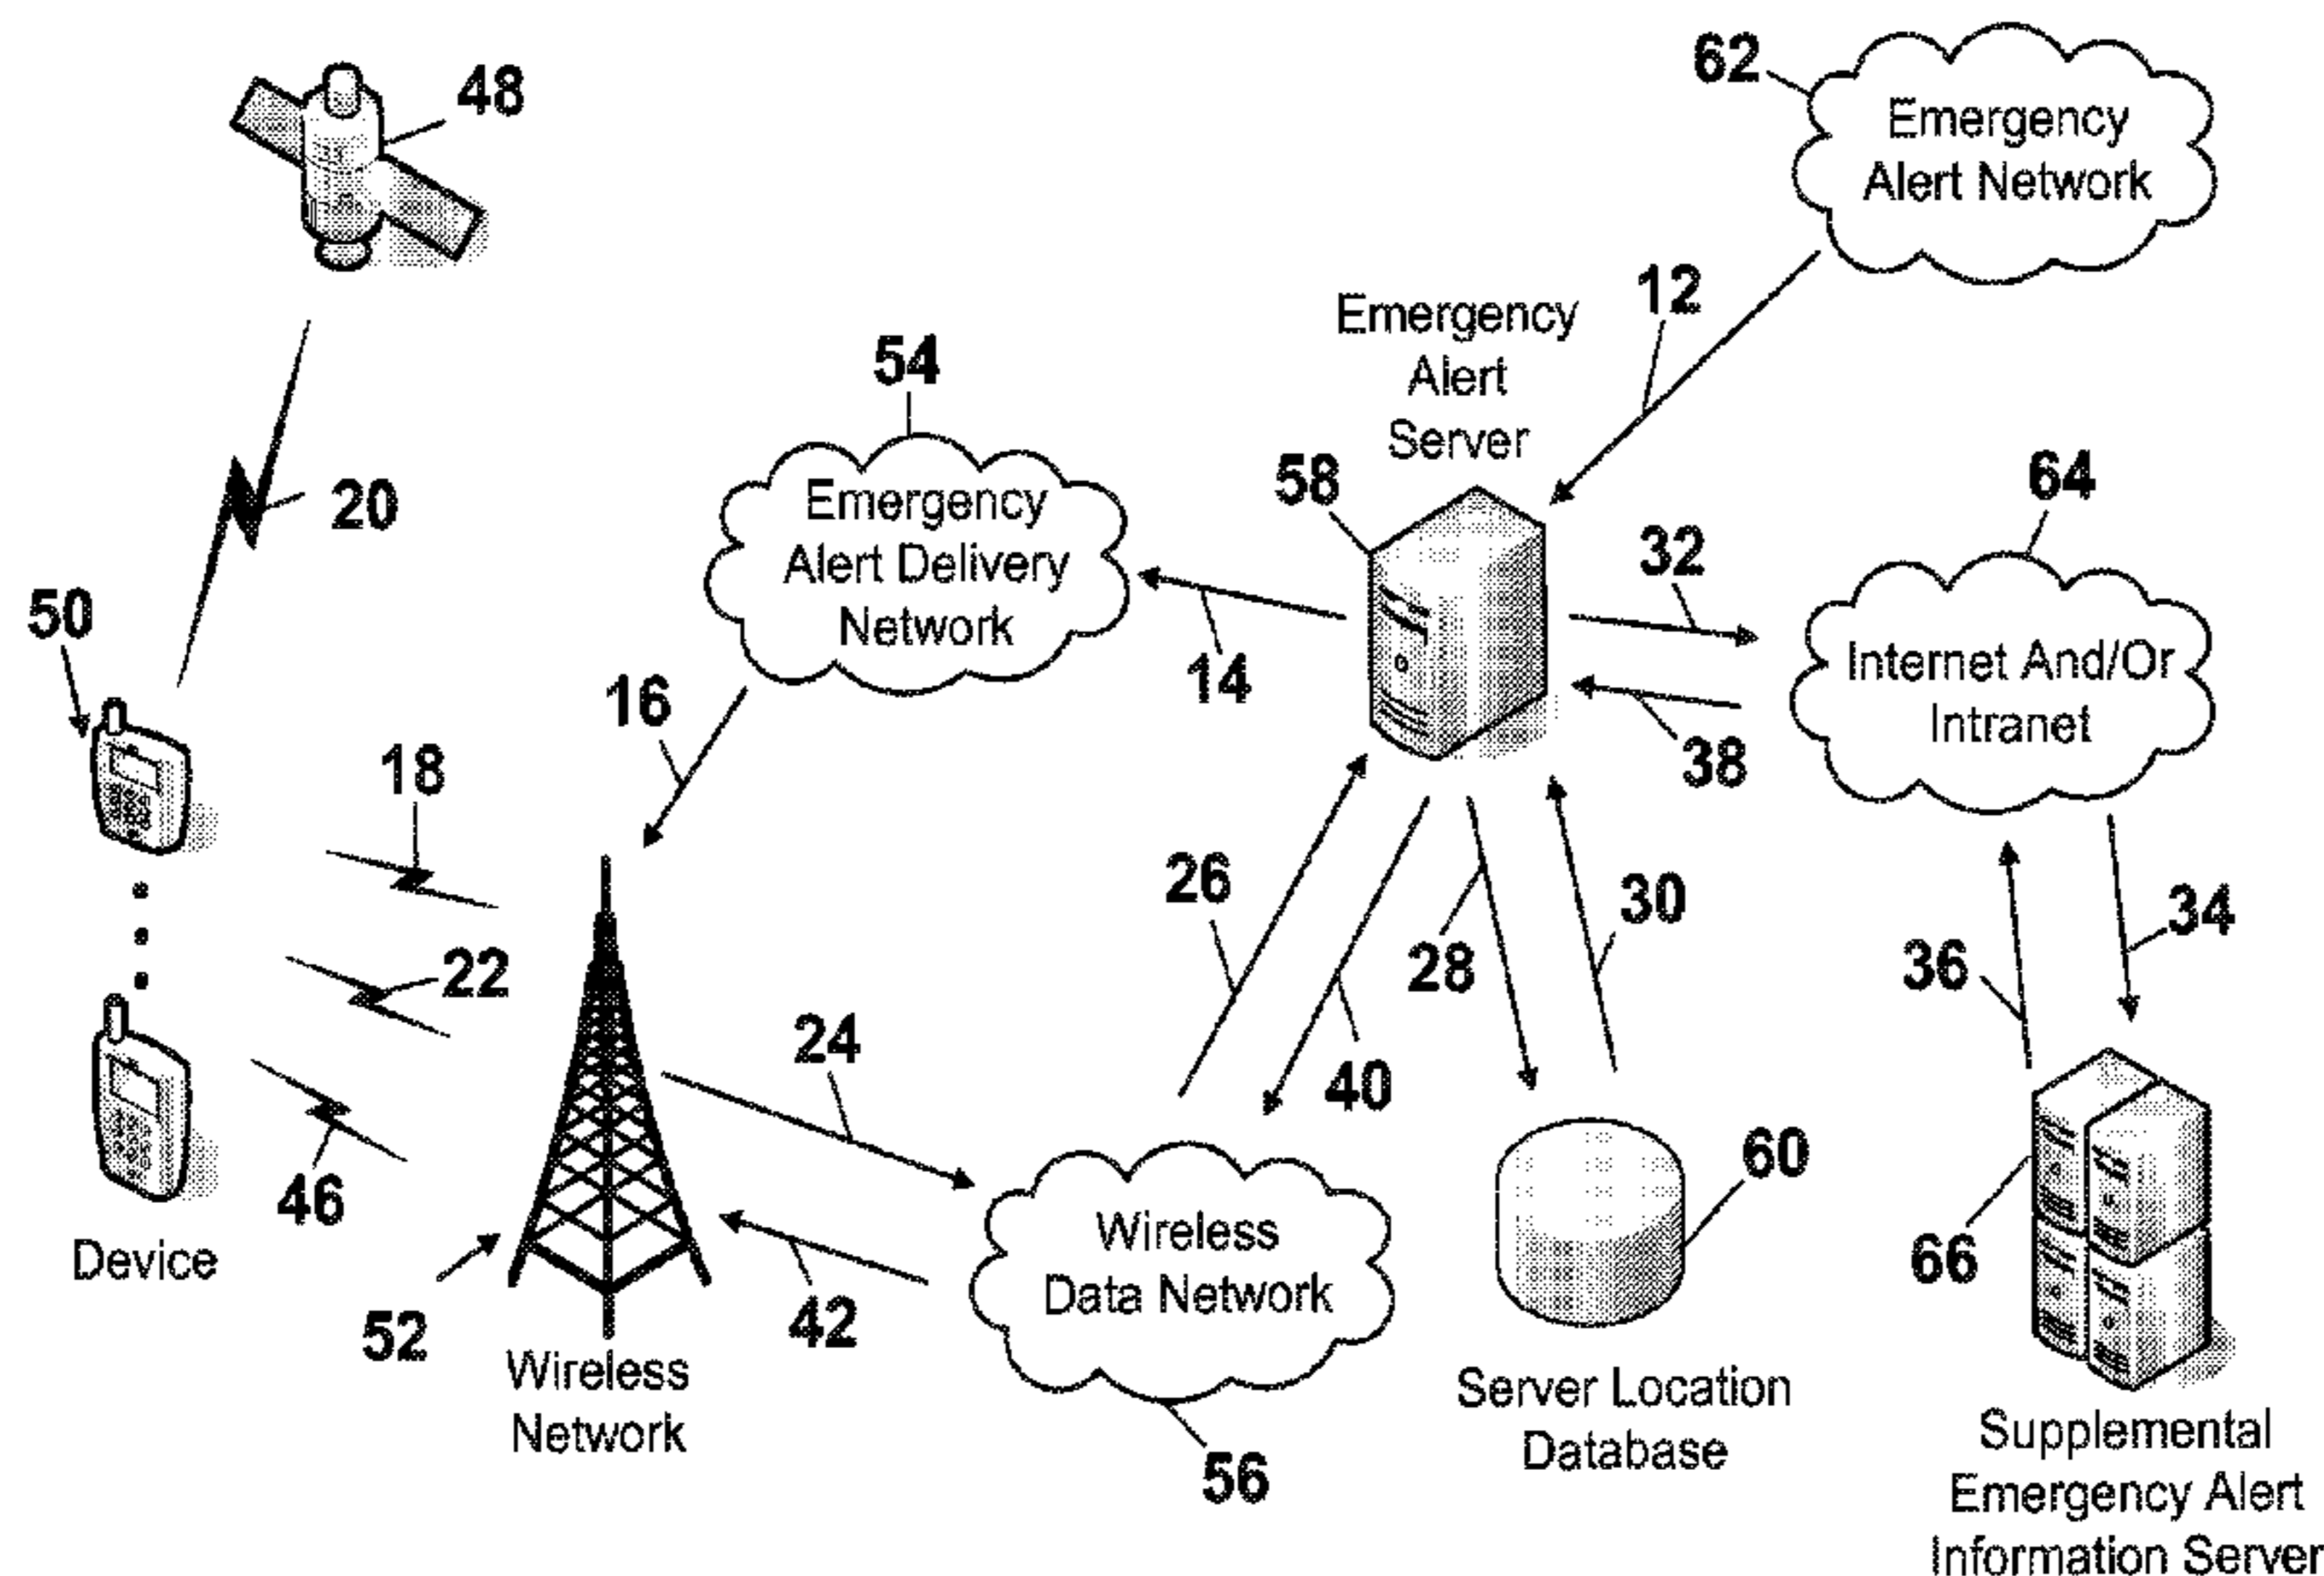 62
Emergency
Alert Network
48
12
Emergency
Alert
Server
54
58
64
Emergency
Alert Delivery
Network
20
32
50
14
Internet And/Or
Intranet
16
38
18
26
28
30
34
36
22
24
40
46
60
66
Device
52
42
Wireless
Data Network
Wireless
Network
56
Server Location
Database
Supplemental
Emergency Alert
Information Server